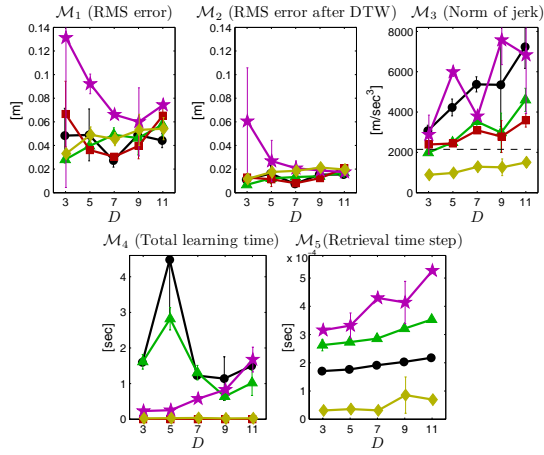 M₁ (RMS error)
M₂ (RMS error after DTW)
M₃ (Norm of jerk)
[m]
0.14
0.12
0.1
0.08
0.06
0.04
0.02
0
3 5 7 9 11
D
[m]
0.14
0.12
0.1
0.08
0.06
0.04
0.02
0
3 5 7 9 11
D
[m/sec³]
8000
6000
4000
2000
0
3 5 7 9 11
D
M₄ (Total learning time)
M₅(Retrieval time step)
[sec]
4
3
2
1
0
3 5 7 9 11
D
x 10⁻⁴
[sec]
5
4
3
2
1
0
3 5 7 9 11
D